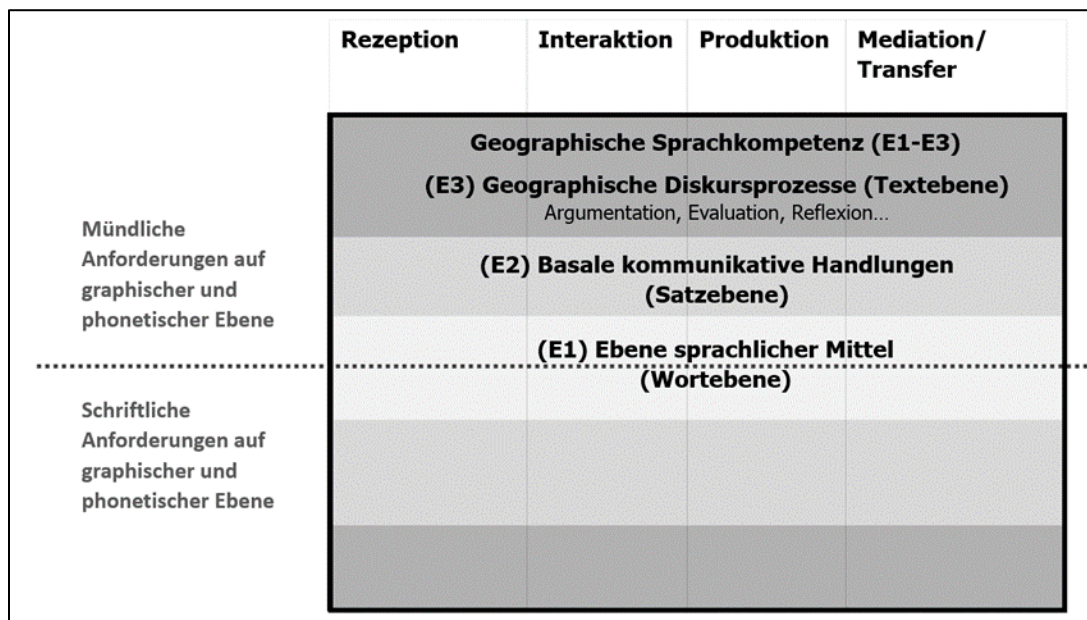 Rezeption
Interaktion
Produktion
Mediation/
Transfer
Geographische Sprachkompetenz (E1-E3)
(E3) Geographische Diskursprozesse (Textebene)
Argumentation, Evaluation, Reflexion...
Mündliche
Anforderungen auf
graphischer und
phonetischer Ebene
(E2) Basale kommunikative Handlungen
(Satzebene)
(E1) Ebene sprachlicher Mittel
(Wortebene)
Schriftliche
Anforderungen auf
graphischer und
phonetischer Ebene